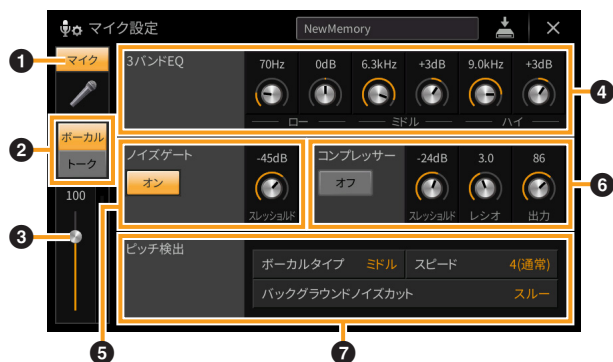 マイク設定
NewMemory
マイク
3バンドEQ
70Hz 0dB 6.3kHz +3dB 9.0kHz +3dB
ロー ミドル ハイ
ボーカル
トーク
100
ノイズゲート
オン
-45dB
スレッショルド
コンプレッサー
オフ
-24dB 3.0 86
スレッショルド レシオ 出力
ピッチ検出
ボーカルタイプ ミドル スピード 4(通常)
バックグラウンドノイズカット スルー
1
2
3
4
5
6
7